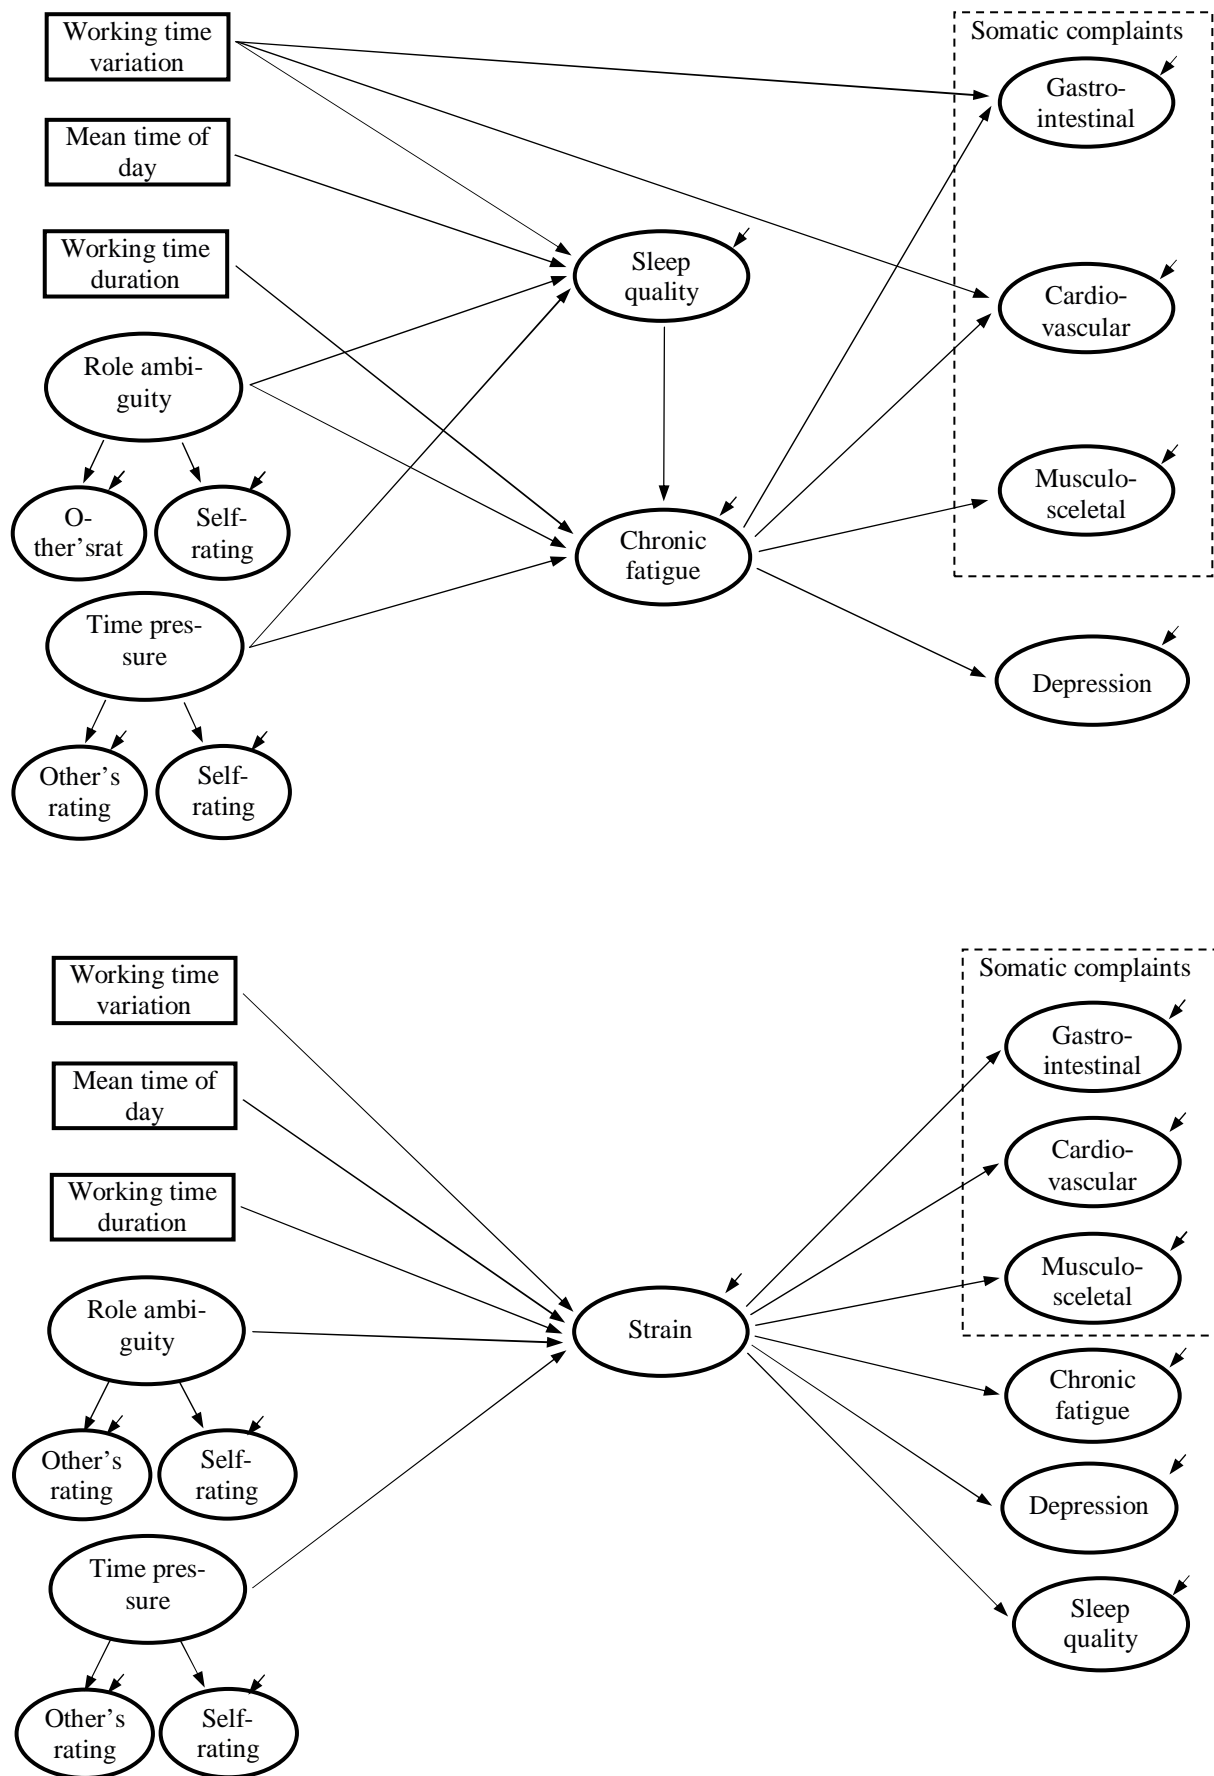 Working time
variation
Somatic complaints
Gastro-
intestinal
Mean time of
day
Working time
duration
Sleep
quality
Cardio-
vascular
Role ambi-
guity
O-
ther’srat
Self-
rating
Musculo-
sceletal
Chronic
fatigue
Time pres-
sure
Depression
Other’s
rating
Self-
rating
Working time
variation
Somatic complaints
Gastro-
intestinal
Mean time of
day
Cardio-
vascular
Working time
duration
Musculo-
sceletal
Role ambi-
guity
Strain
Chronic
fatigue
Other’s
rating
Self-
rating
Depression
Time pres-
sure
Sleep
quality
Other’s
rating
Self-
rating